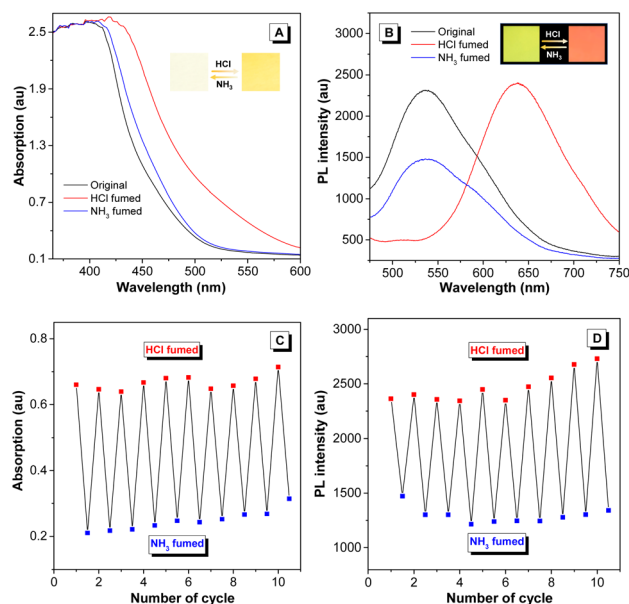 A
HCl
NH3
Original
HCl fumed
NH3 fumed
2.5
1.9
1.3
0.7
0.1
400
450
500
550
600
Absorption (au)
Wavelength (nm)
B
Original
HCl fumed
NH3 fumed
HCl
NH3
3000
2500
2000
1500
1000
500
500
550
600
650
700
750
PL intensity (au)
Wavelength (nm)
C
HCl fumed
NH3 fumed
0.8
0.6
0.4
0.2
0
2
4
6
8
10
Absorption (au)
Number of cycle
D
HCl fumed
NH3 fumed
3000
2500
2000
1500
1000
0
2
4
6
8
10
PL intensity (au)
Number of cycle